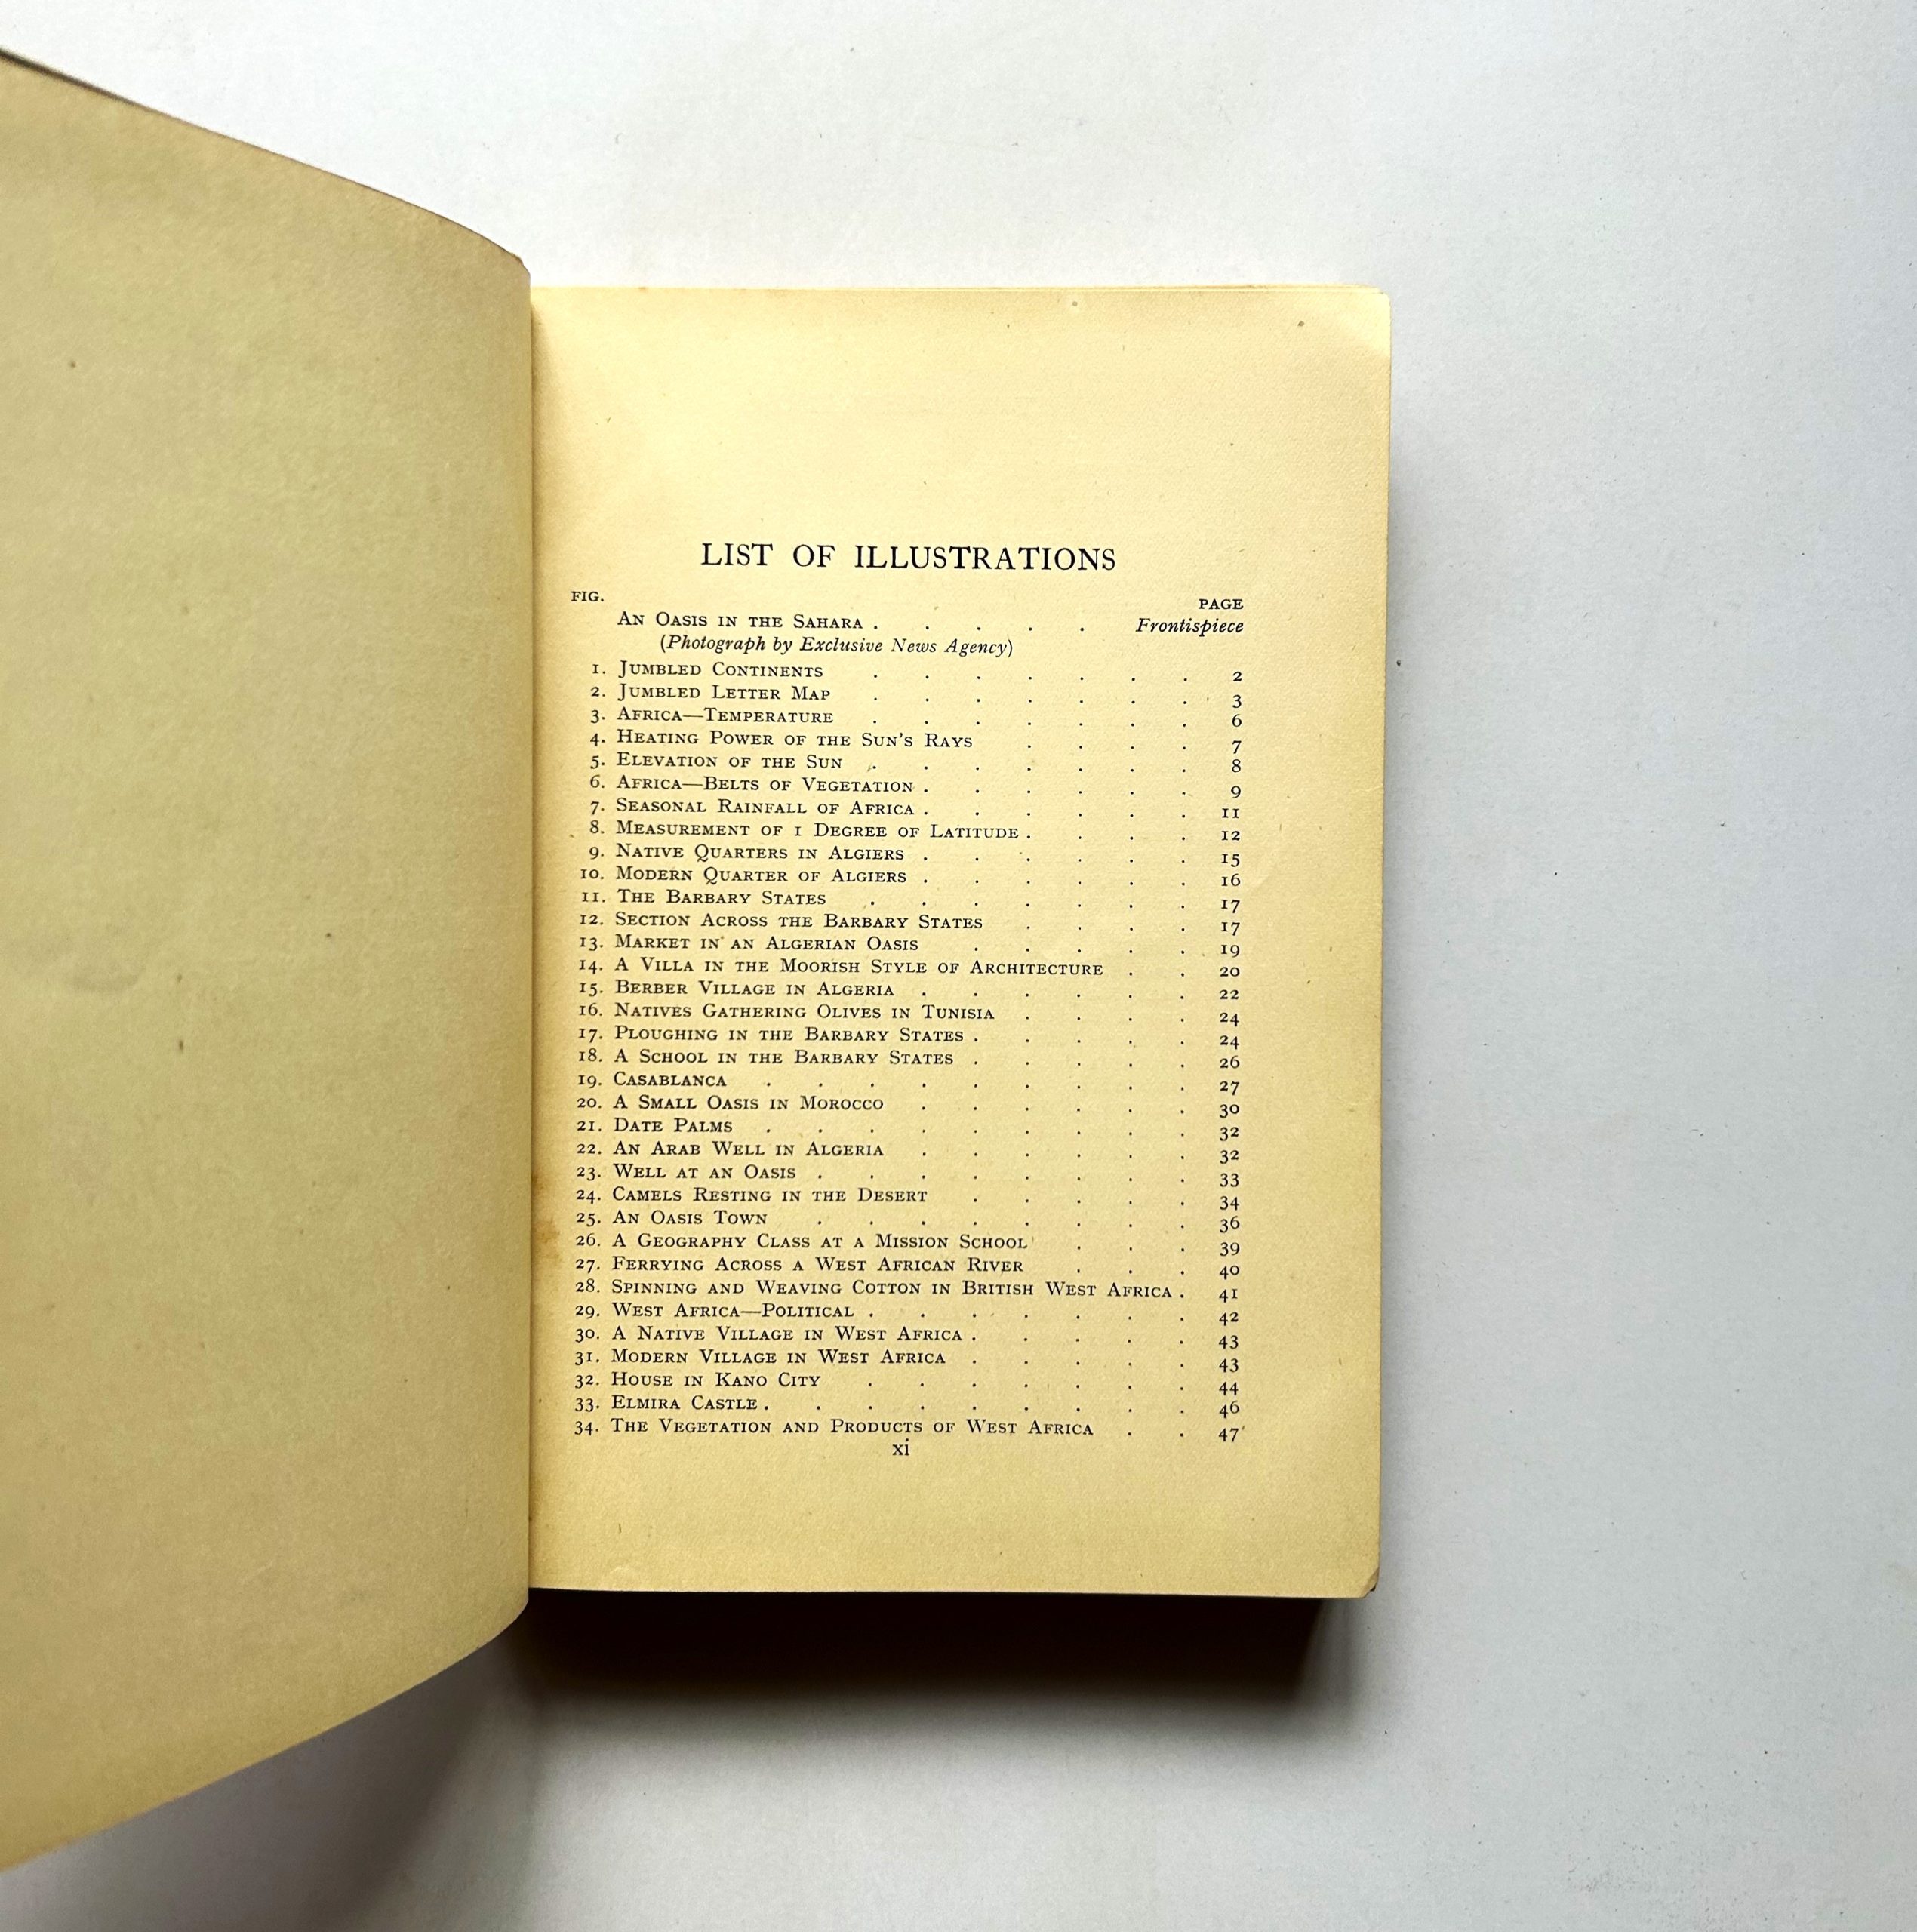 LIST OF ILLUSTRATIONS
FIG. PAGE
An Oasis in the Sahara . . . . . Frontispiece
(Photograph by Exclusive News Agency)
1. Jumbled Continents . . . . . . . 2
2. Jumbled Letter Map . . . . . . . 3
3. Africa—Temperature . . . . . . . 6
4. Heating Power of the Sun's Rays . . . . 7
5. Elevation of the Sun . . . . . . . 8
6. Africa—Belts of Vegetation . . . . . . 9
7. Seasonal Rainfall of Africa . . . . . . 11
8. Measurement of 1 Degree of Latitude . . . . 12
9. Native Quarters in Algiers . . . . . . 15
10. Modern Quarter of Algiers . . . . . . 16
11. The Barbary States . . . . . . . 17
12. Section Across the Barbary States . . . . 17
13. Market in an Algerian Oasis . . . . . 19
14. A Villa in the Moorish Style of Architecture . . 20
15. Berber Village in Algeria . . . . . . 22
16. Natives Gathering Olives in Tunisia . . . . 24
17. Ploughing in the Barbary States . . . . . 24
18. A School in the Barbary States . . . . . 26
19. Casablanca . . . . . . . . . 27
20. A Small Oasis in Morocco . . . . . . 30
21. Date Palms . . . . . . . . . 32
22. An Arab Well in Algeria . . . . . . 32
23. Well at an Oasis . . . . . . . . 33
24. Camels Resting in the Desert . . . . . 34
25. An Oasis Town . . . . . . . . 36
26. A Geography Class at a Mission School . . . 39
27. Ferrying Across a West African River . . . 40
28. Spinning and Weaving Cotton in British West Africa . 41
29. West Africa—Political . . . . . . . 42
30. A Native Village in West Africa . . . . . 43
31. Modern Village in West Africa . . . . . 43
32. House in Kano City . . . . . . . 44
33. Elmira Castle . . . . . . . . . 46
34. The Vegetation and Products of West Africa . . 47
xi